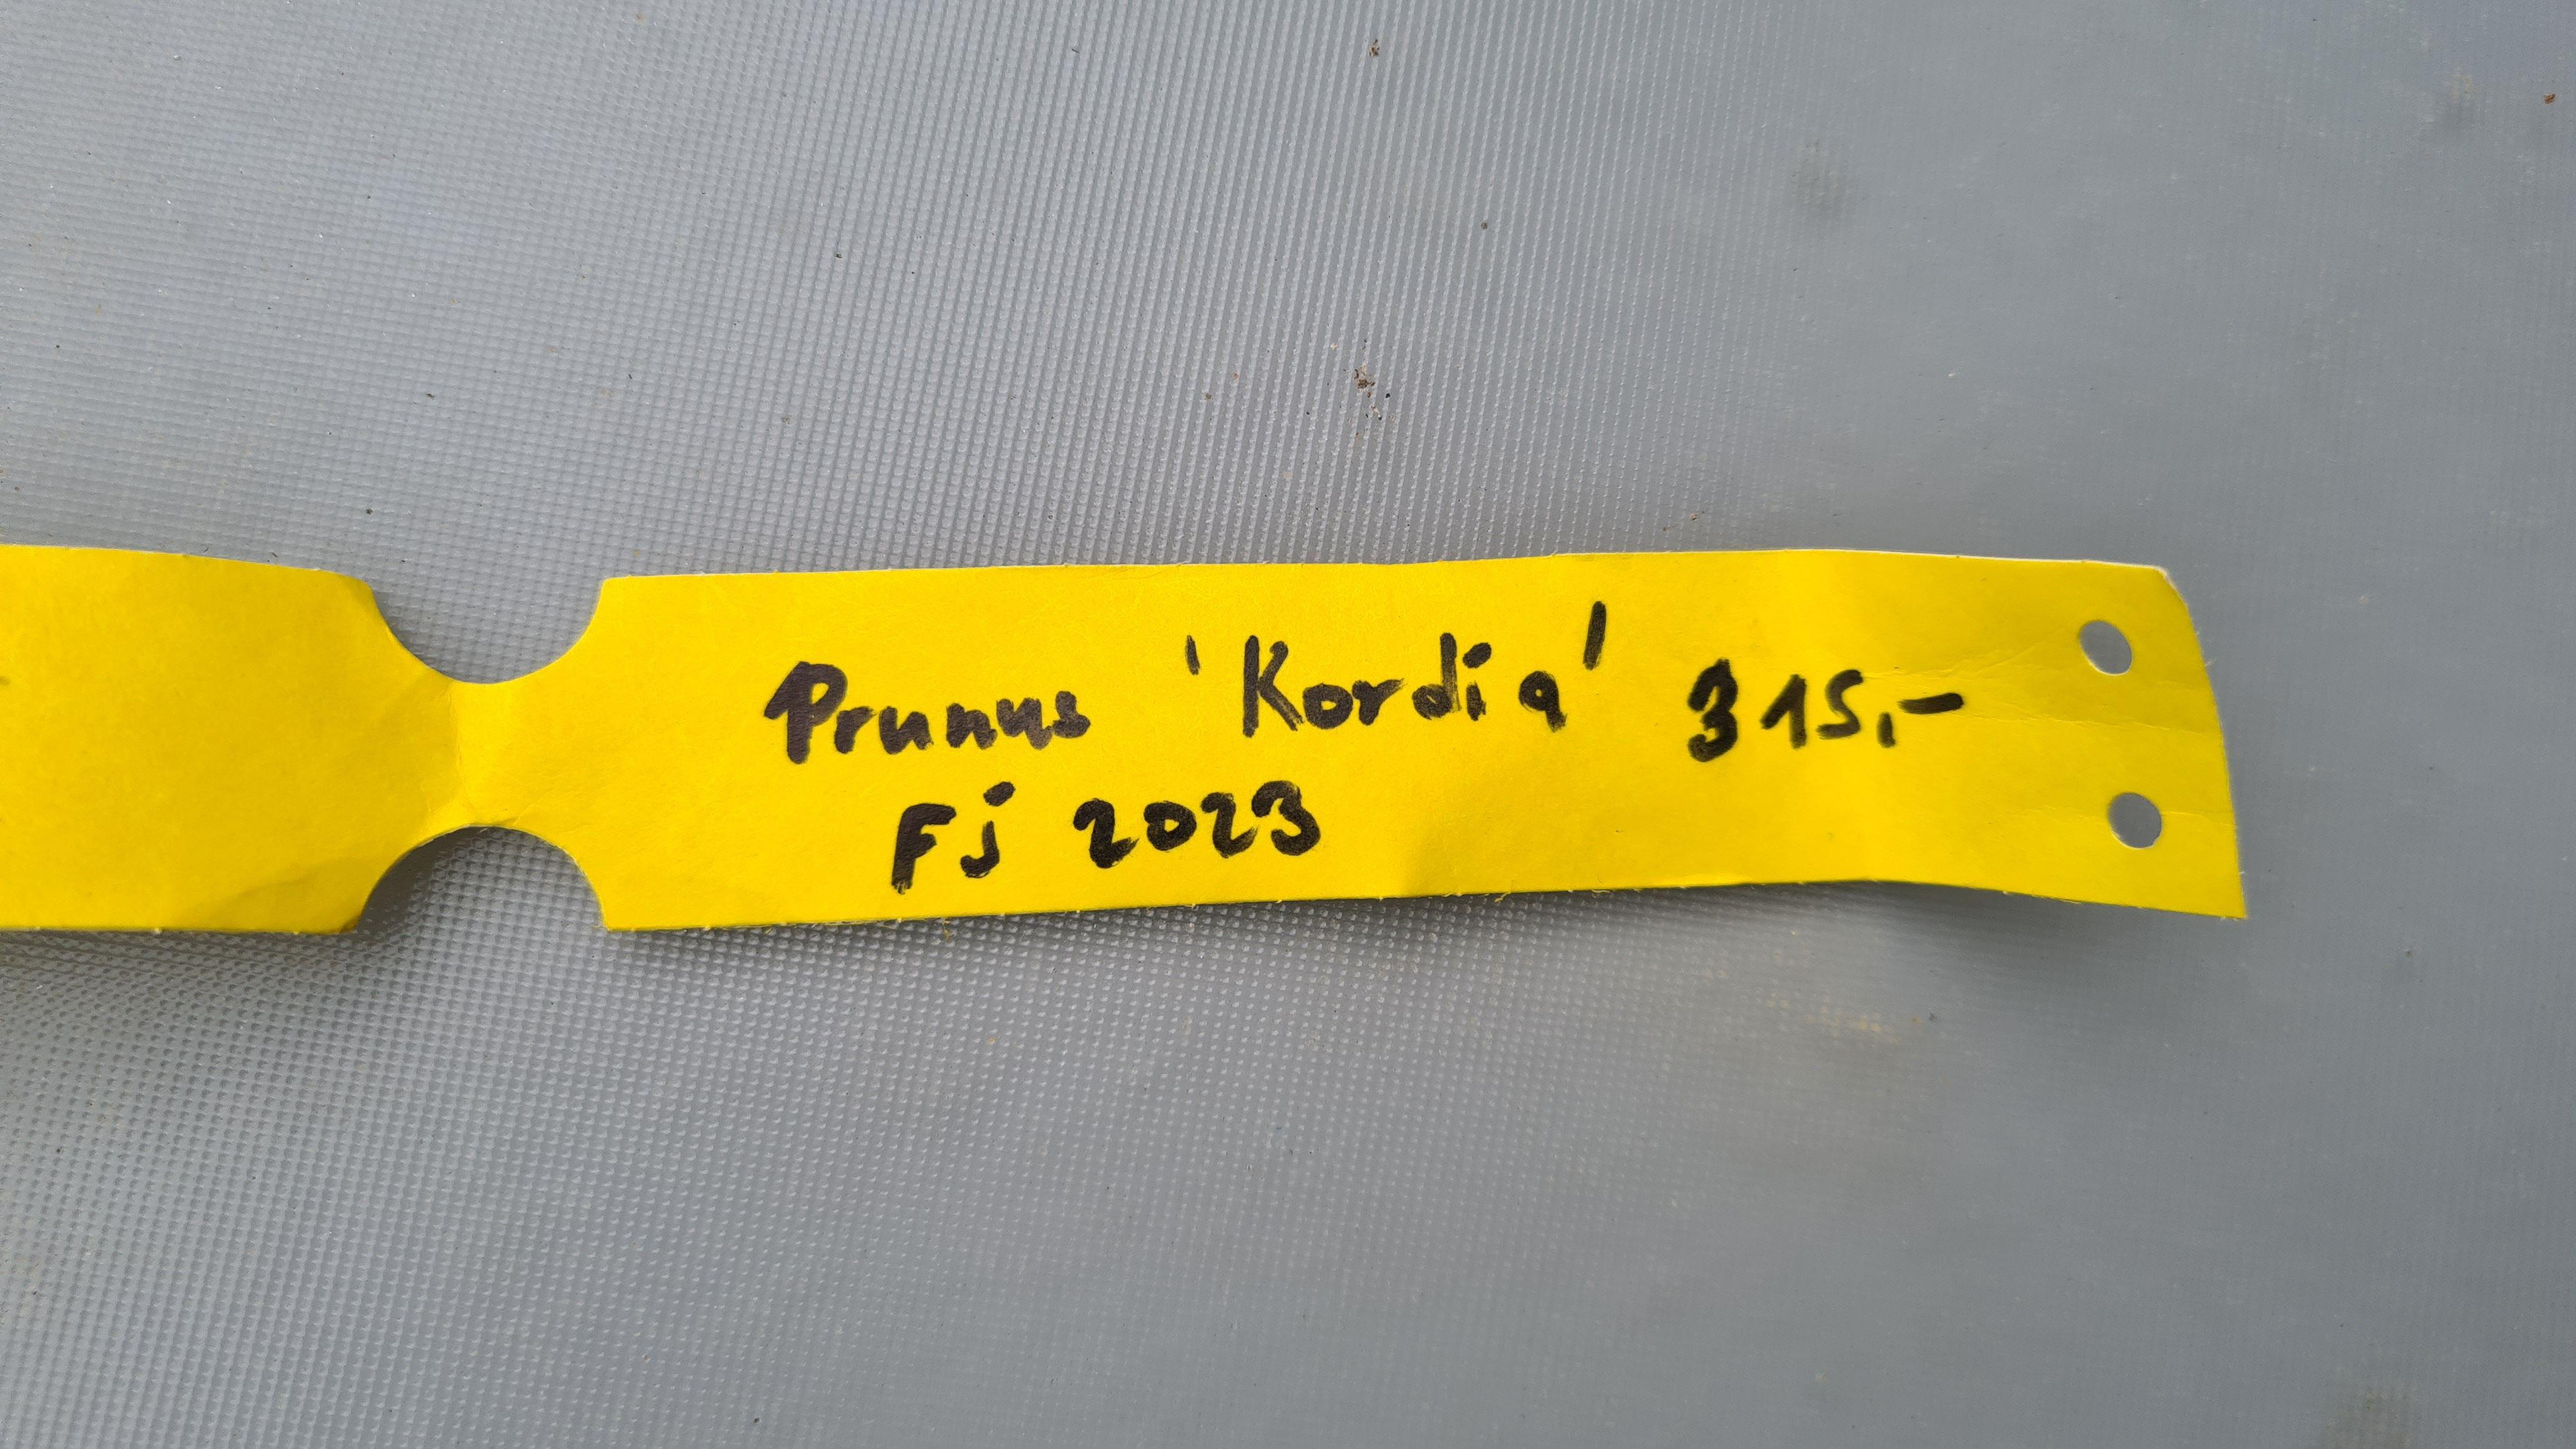 Prunus 'Kordia' 315,-
Fj 2023